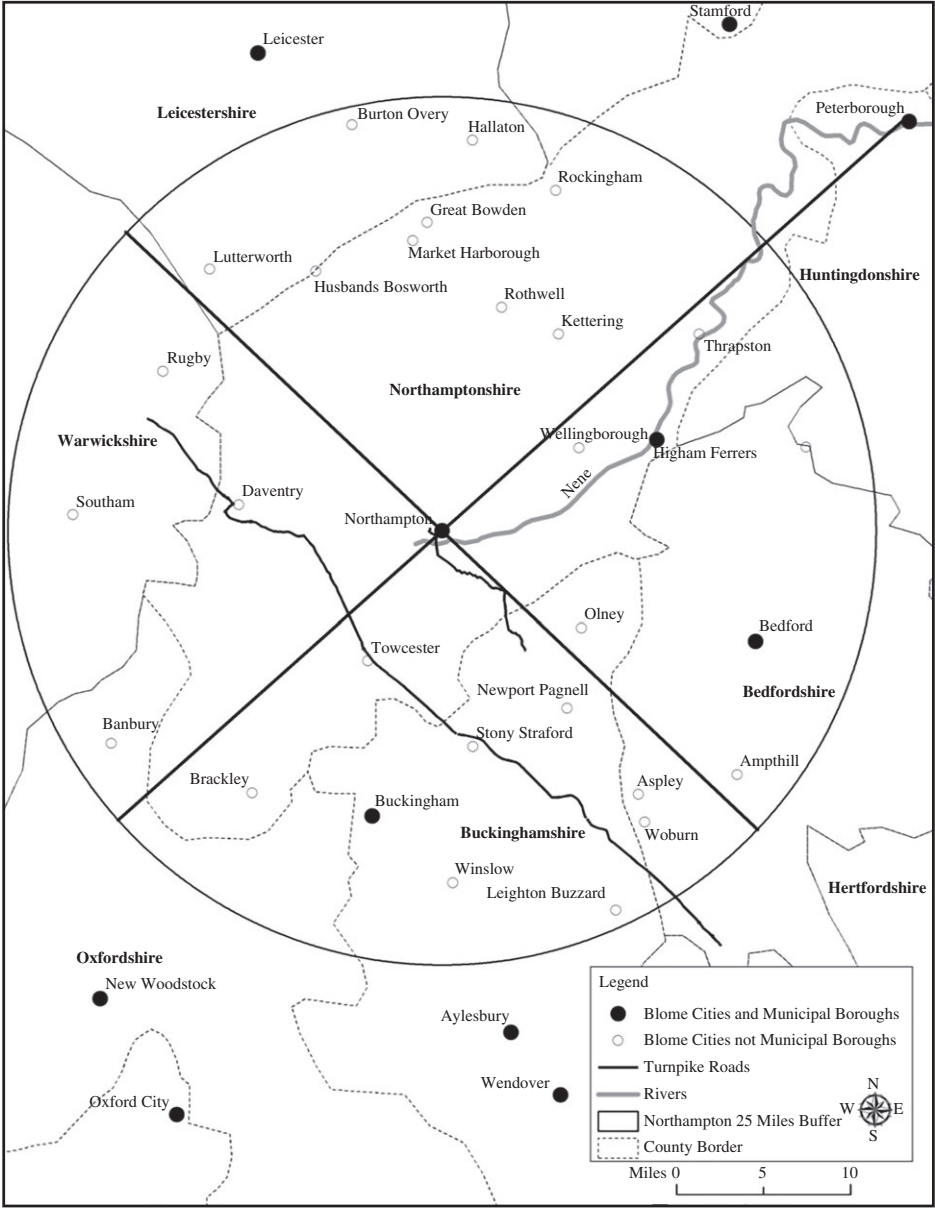 Stamford
Leicester
Leicestershire
Peterborough
Burton Overy
Hallaton
Rockingham
Great Bowden
Market Harborough
Lutterworth
Husbands Bosworth
Huntingdonshire
Rothwell
Kettering
Thrapston
Rugby
Northamptonshire
Warwickshire
Wellingborough
Higham Ferrers
Nene
Daventry
Southam
Northampton
Olney
Bedford
Towcester
Newport Pagnell
Bedfordshire
Banbury
Stony Straford
Brackley
Aspley
Ampthill
Buckingham
Buckinghamshire
Woburn
Winslow
Leighton Buzzard
Hertfordshire
Oxfordshire
New Woodstock
Aylesbury
Wendover
Oxford City
Legend
Blome Cities and Municipal Boroughs
Blome Cities not Municipal Boroughs
Turnpike Roads
Rivers
Northampton 25 Miles Buffer
County Border
N
W E
S
Miles 0 5 10